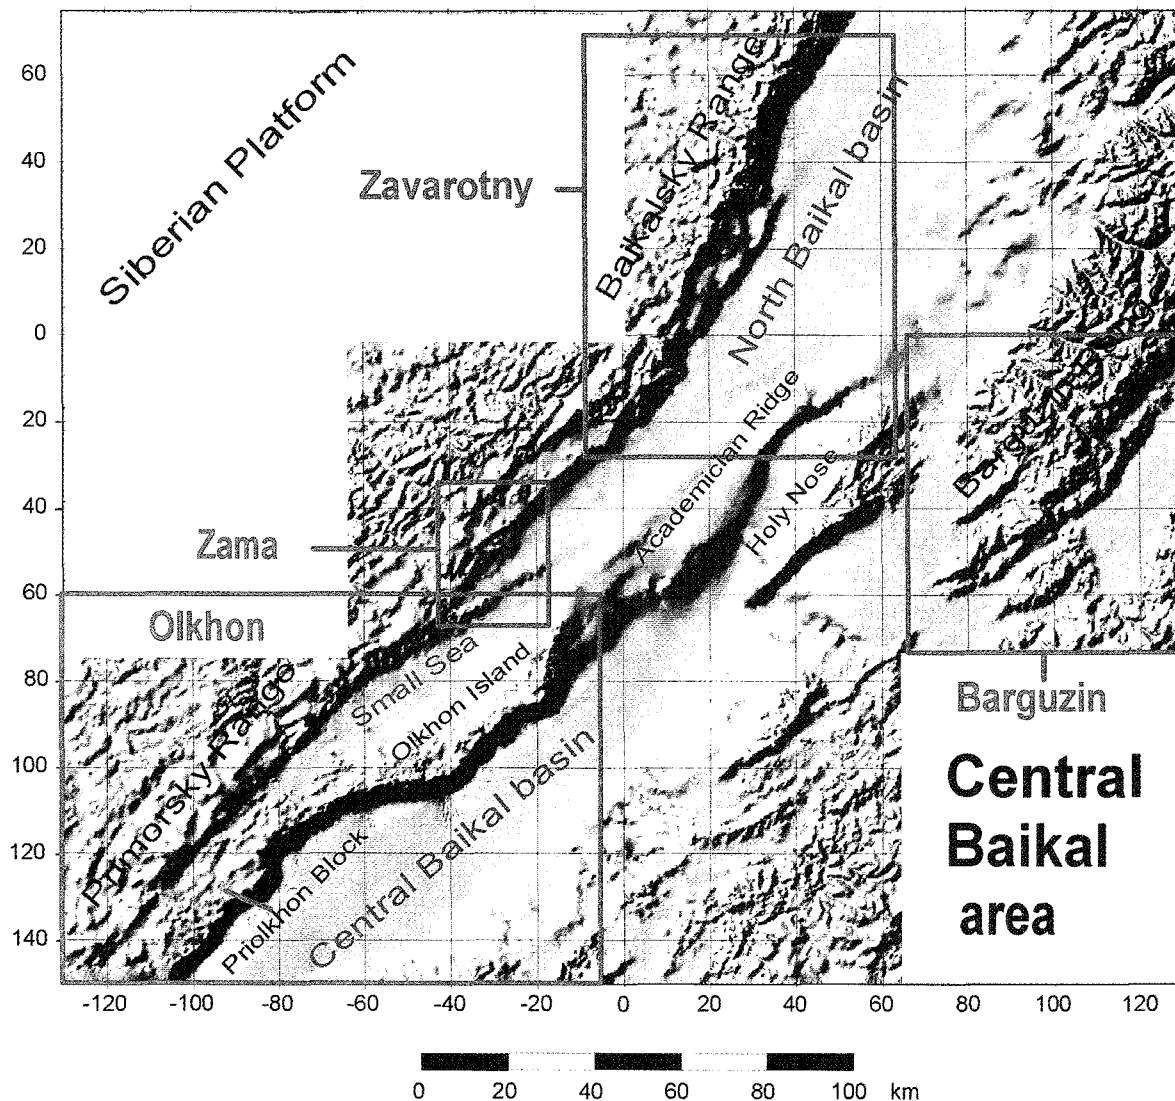 Siberian Platform
Zavarotny
Baikalsky Range
North Baikal basin
Academician Ridge
Holy Nose
Zama
Olkhon
Small Sea
Olkhon Island
Primorsky Range
Priolkhon Block
Central Baikal basin
Barguzin
Central
Baikal
area
60
40
20
0
20
40
60
80
100
120
140
-120
-100
-80
-60
-40
-20
0
20
40
60
80
100
120
0
20
40
60
80
100
km